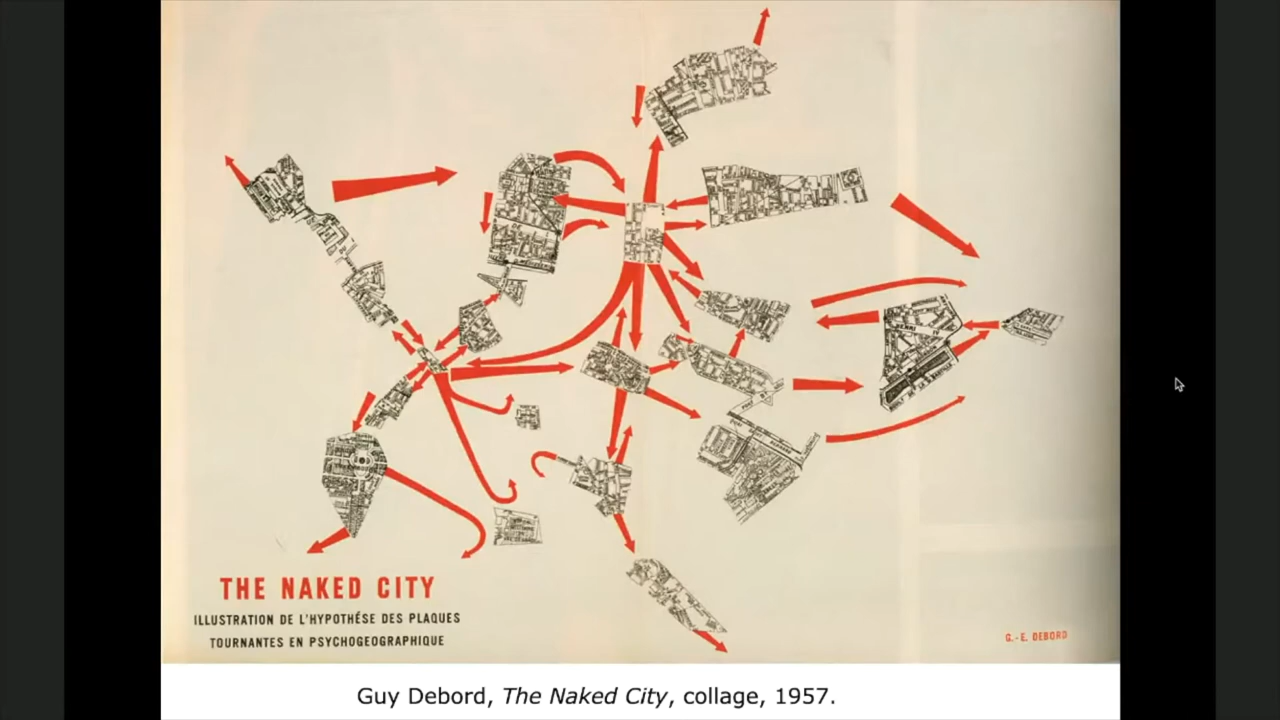 THE NAKED CITY
ILLUSTRATION DE L'HYPOTHÉSE DES PLAQUES
TOURNANTES EN PSYCHOGEOGRAPHIQUE
G.-E. DEBORD
Guy Debord, The Naked City, collage, 1957.